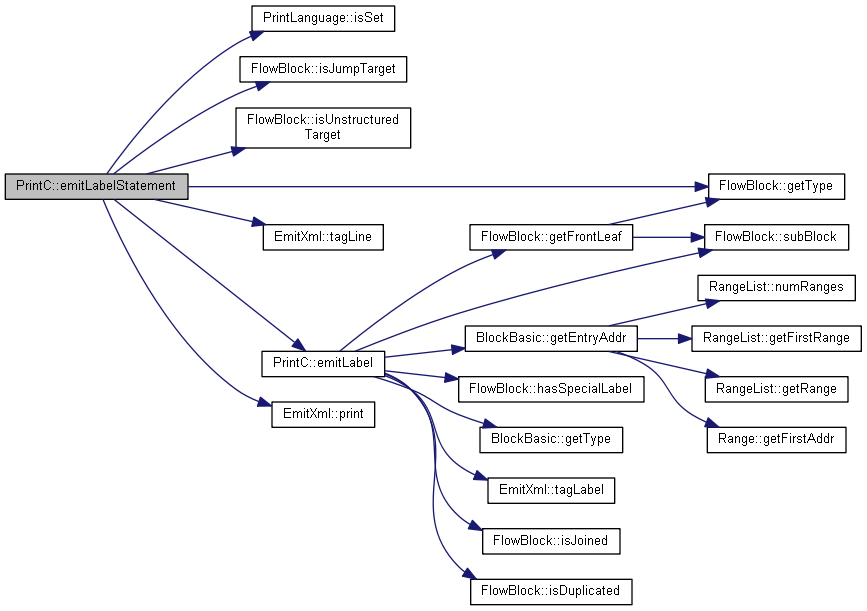 PrintLanguage::isSet
FlowBlock::isJumpTarget
FlowBlock::isUnstructured
Target
PrintC::emitLabelStatement
FlowBlock::getType
EmitXml::tagLine
FlowBlock::getFrontLeaf
FlowBlock::subBlock
RangeList::numRanges
BlockBasic::getEntryAddr
RangeList::getFirstRange
PrintC::emitLabel
FlowBlock::hasSpecialLabel
RangeList::getRange
EmitXml::print
BlockBasic::getType
Range::getFirstAddr
EmitXml::tagLabel
FlowBlock::isJoined
FlowBlock::isDuplicated